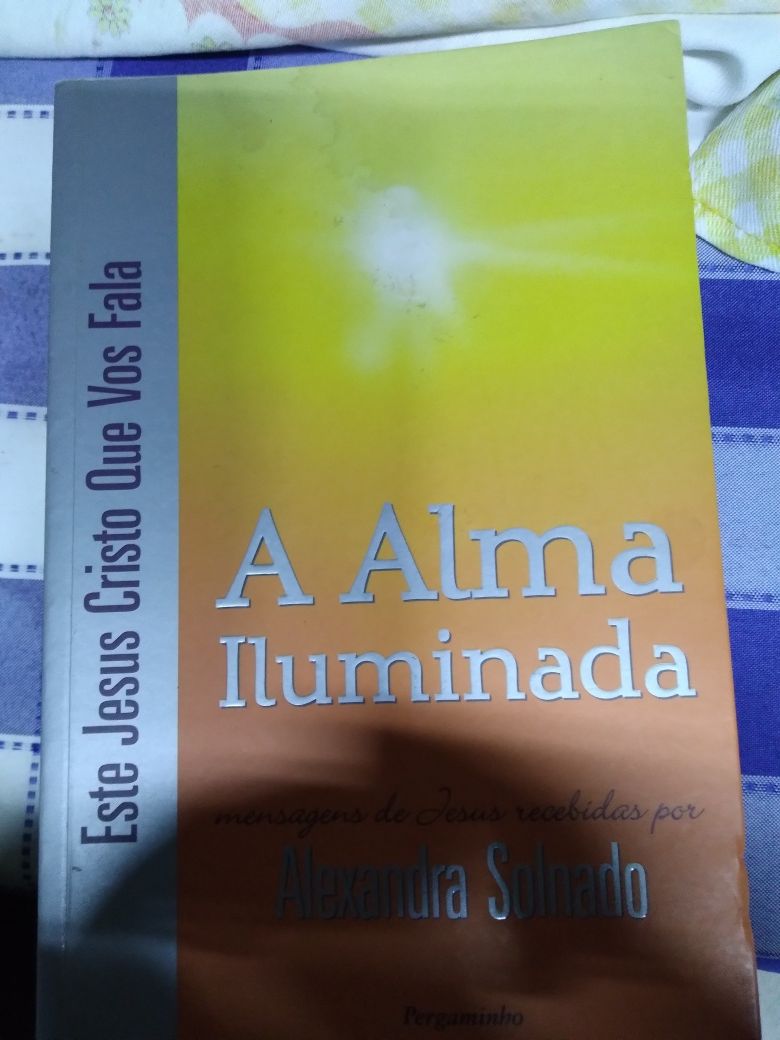 Este Jesus Cristo Que Vos Fala
A Alma
Iluminada
mensagens de Jesus recebidas por
Alexandra Solnado
Pergaminho